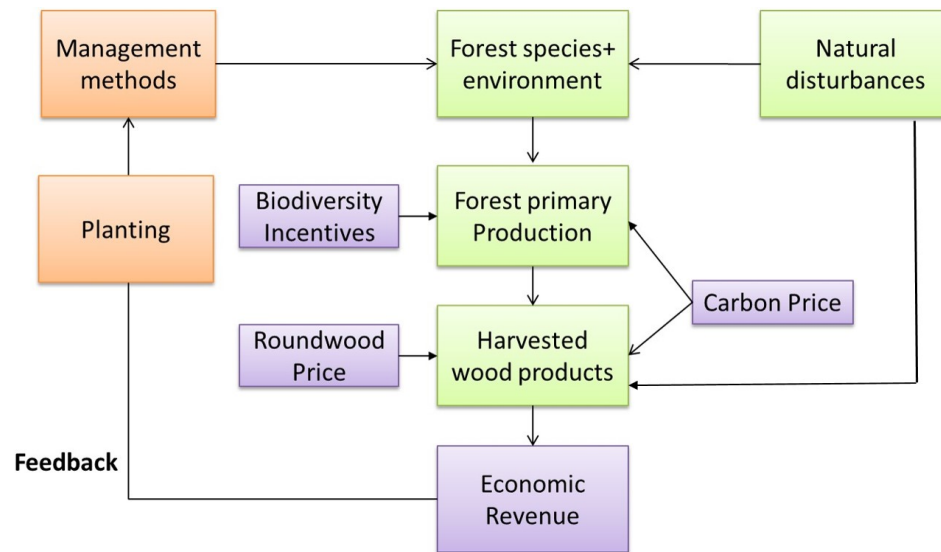 Management
methods
Forest species+
environment
Natural
disturbances
Planting
Biodiversity
Incentives
Forest primary
Production
Carbon Price
Roundwood
Price
Harvested
wood products
Feedback
Economic
Revenue